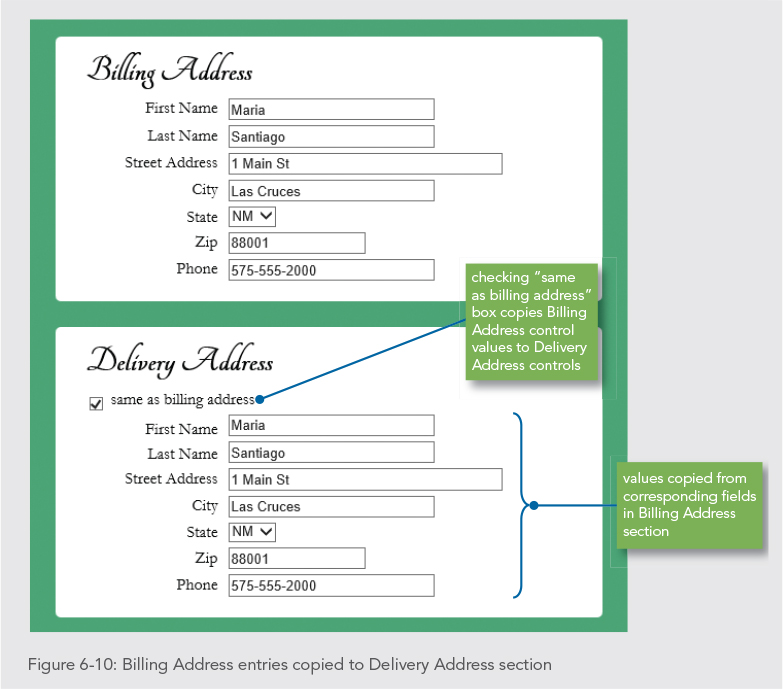 Billing Address
First Name Maria
Last Name Santiago
Street Address 1 Main St
City Las Cruces
State NM
Zip 88001
Phone 575-555-2000
checking “same
as billing address”
box copies Billing
Address control
values to Delivery
Address controls
Delivery Address
same as billing address
First Name Maria
Last Name Santiago
Street Address 1 Main St
City Las Cruces
State NM
Zip 88001
Phone 575-555-2000
values copied from
corresponding fields
in Billing Address
section
Figure 6-10: Billing Address entries copied to Delivery Address section